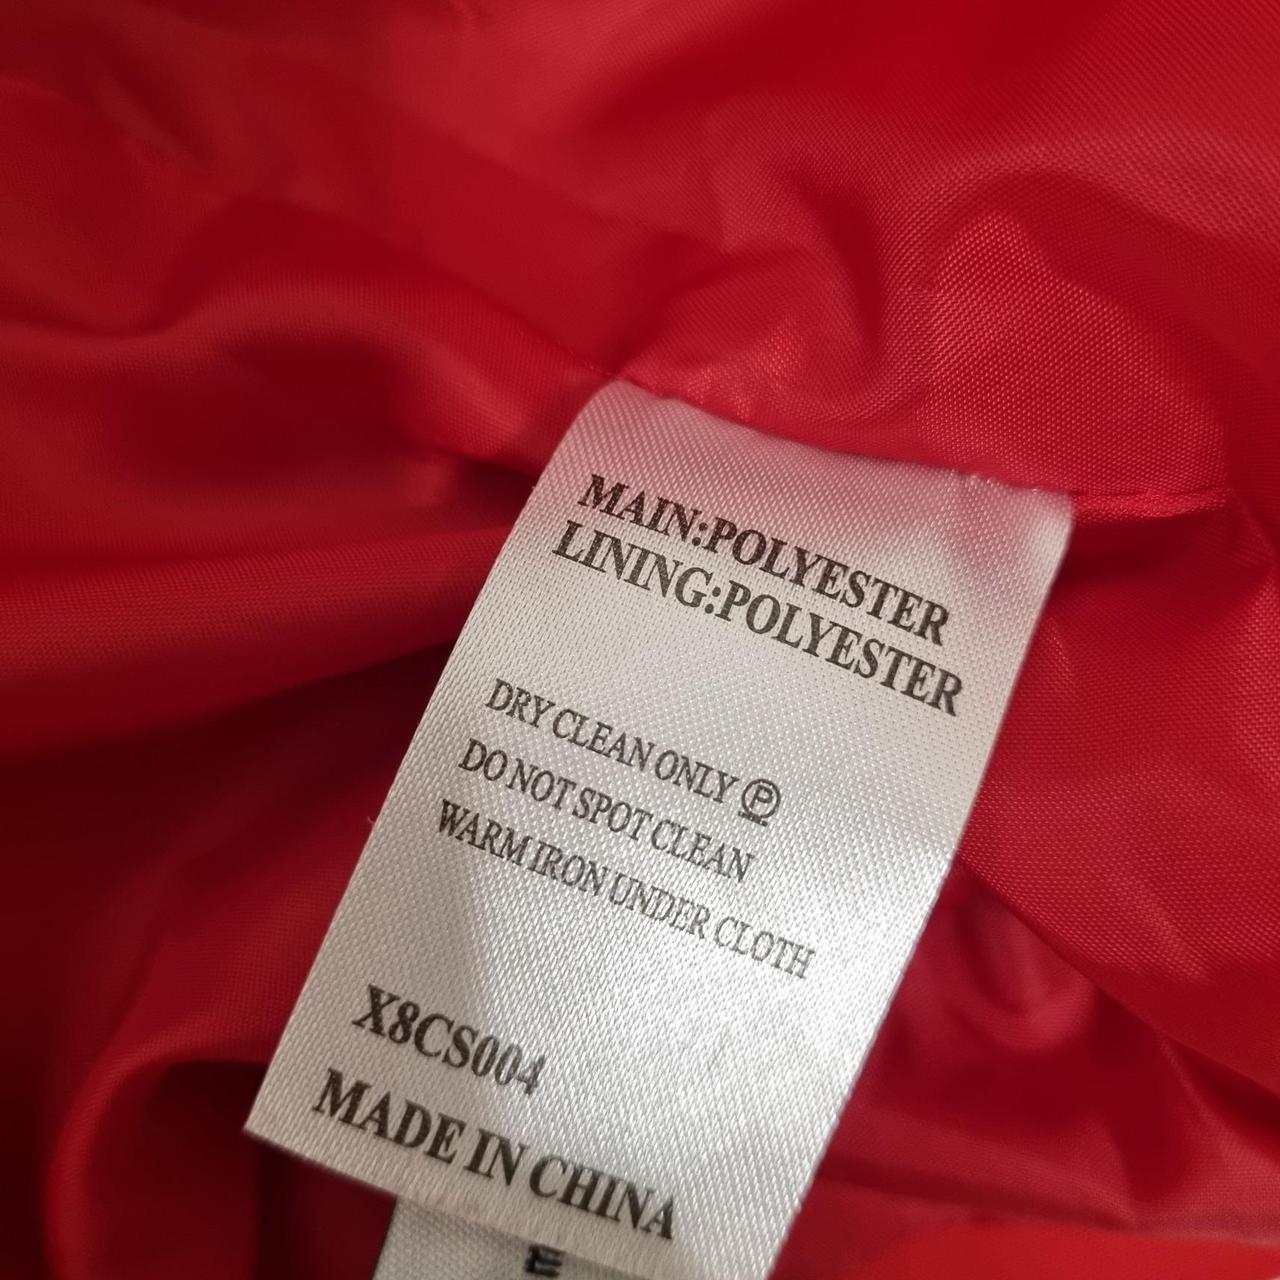 MAIN:POLYESTER
LINING:POLYESTER
DRY CLEAN ONLY Ⓟ
DO NOT SPOT CLEAN
WARM IRON UNDER CLOTH
X8CS004
MADE IN CHINA